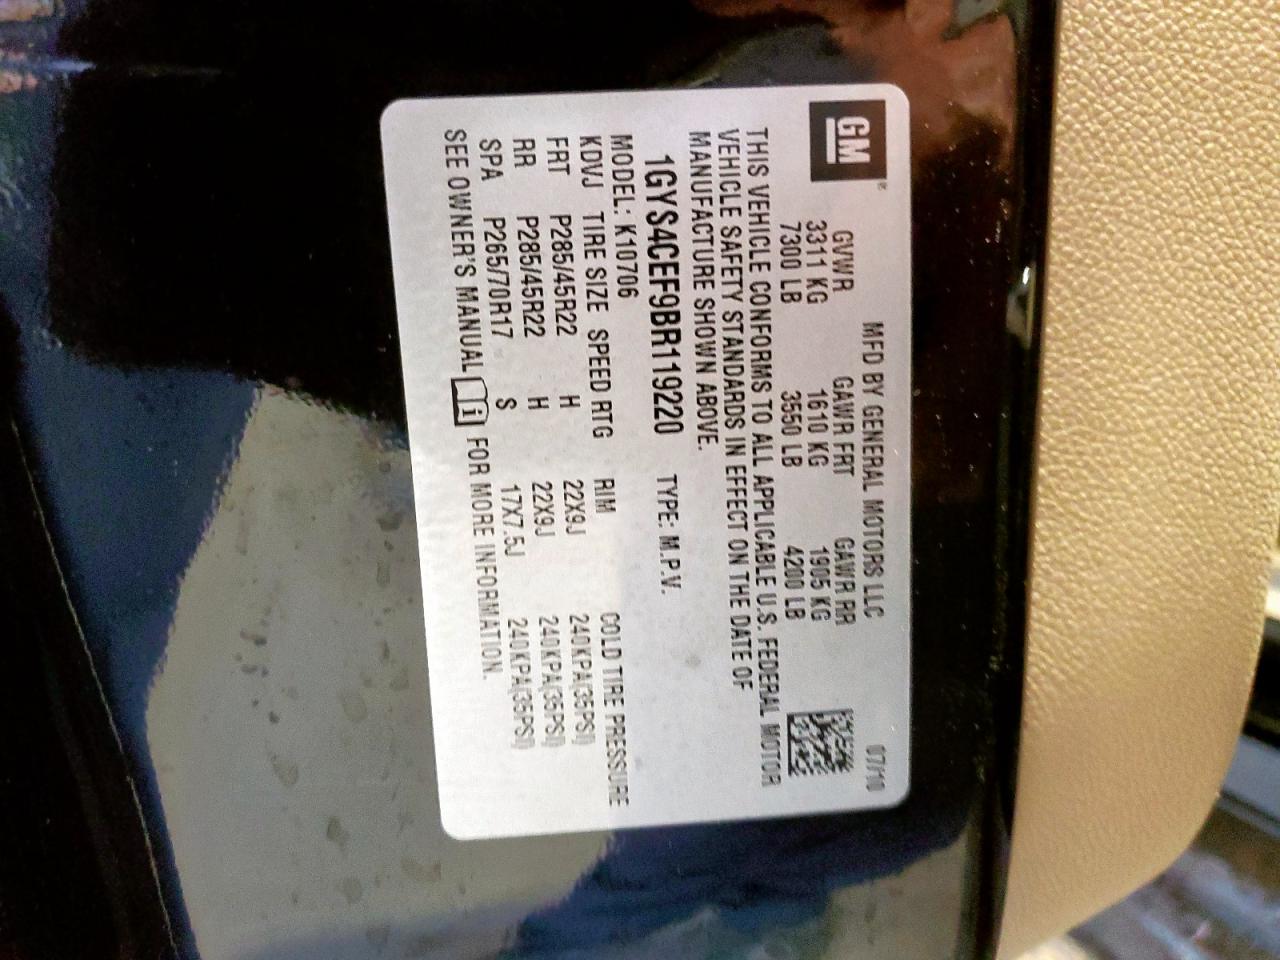 GM
MFD BY GENERAL MOTORS LLC 07/10
GVWR GAWR FRT GAWR RR
3311 KG 1610 KG 1905 KG
7300 LB 3550 LB 4200 LB
THIS VEHICLE CONFORMS TO ALL APPLICABLE U.S. FEDERAL MOTOR
VEHICLE SAFETY STANDARDS IN EFFECT ON THE DATE OF
MANUFACTURE SHOWN ABOVE.
1GYS4CEF9BR119220 TYPE: M.P.V.
MODEL: K10706
KDVJ TIRE SIZE SPEED RTG RIM COLD TIRE PRESSURE
FRT P285/45R22 H 22X9J 240KPA(35PSI)
RR P285/45R22 H 22X9J 240KPA(35PSI)
SPA P265/70R17 S 17X7.5J 240KPA(35PSI)
SEE OWNER'S MANUAL i FOR MORE INFORMATION.